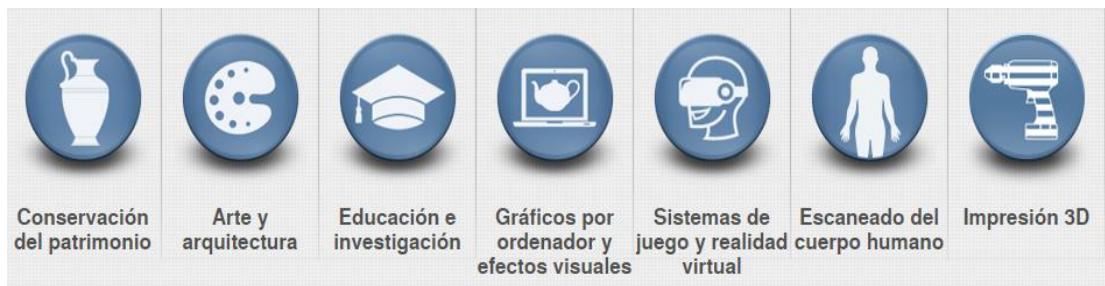 Conservación
del patrimonio
Arte y
arquitectura
Educación e
investigación
Gráficos por
ordenador y
efectos visuales
Sistemas de
juego y realidad
virtual
Escaneado del
cuerpo humano
Impresión 3D